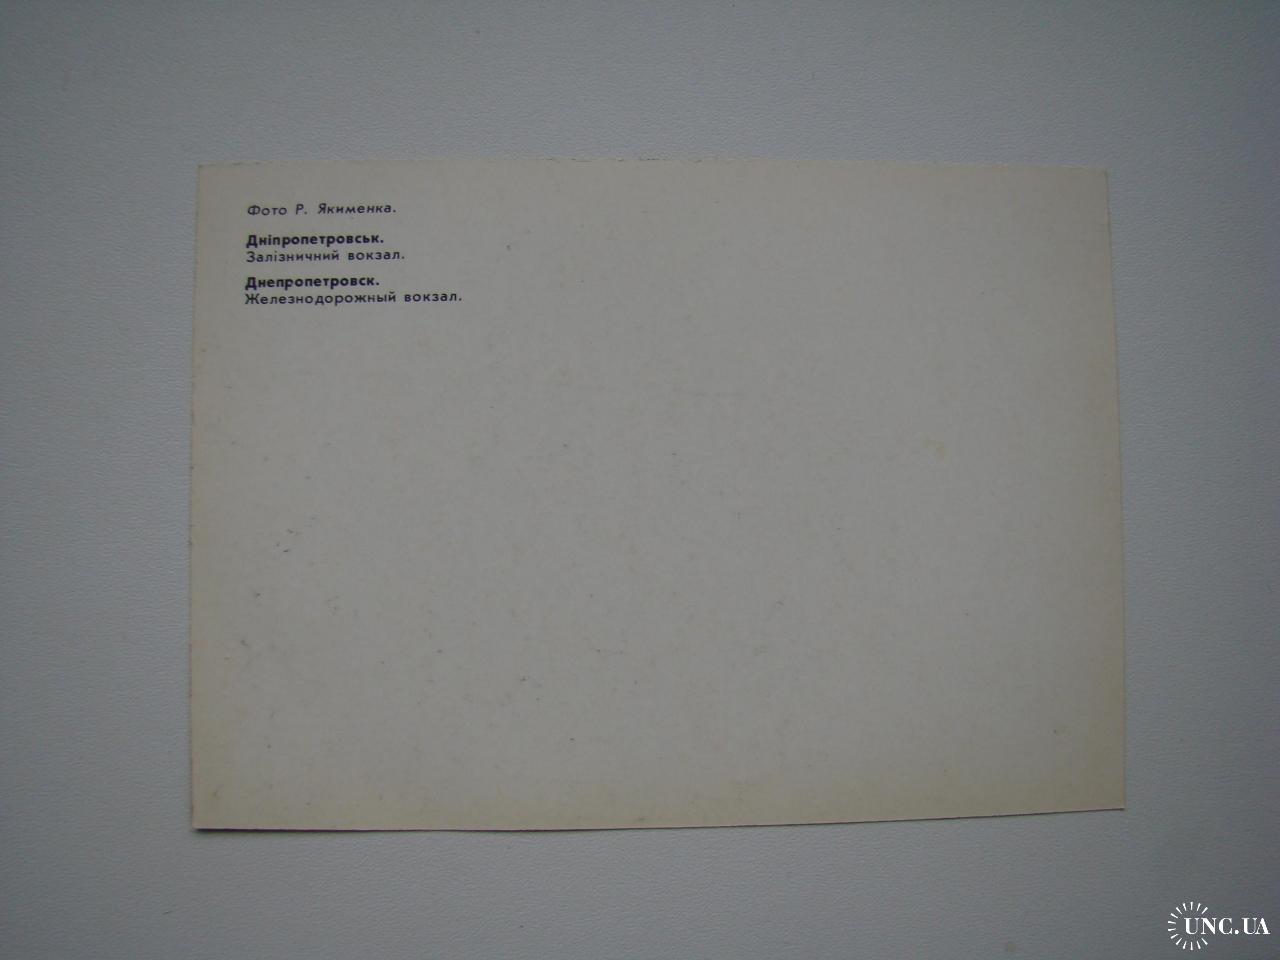 Фото Р. Якименка.
Дніпропетровськ.
Залізничний вокзал.
Днепропетровск.
Железнодорожный вокзал.
UNC.UA